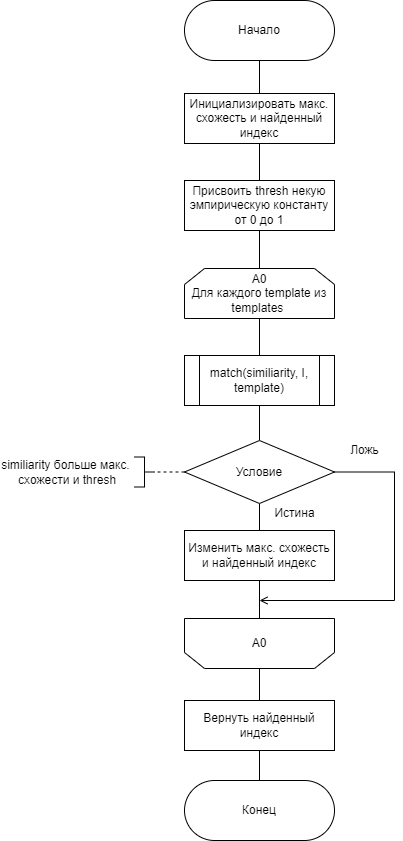 Начало
Инициализировать макс.
схожесть и найденный
индекс
Присвоить thresh некую
эмпирическую константу
от 0 до 1
A0
Для каждого template из
templates
match(similiarity, I,
template)
similiarity больше макс.
схожести и thresh
Условие
Ложь
Истина
Изменить макс. схожесть
и найденный индекс
A0
Вернуть найденный
индекс
Конец